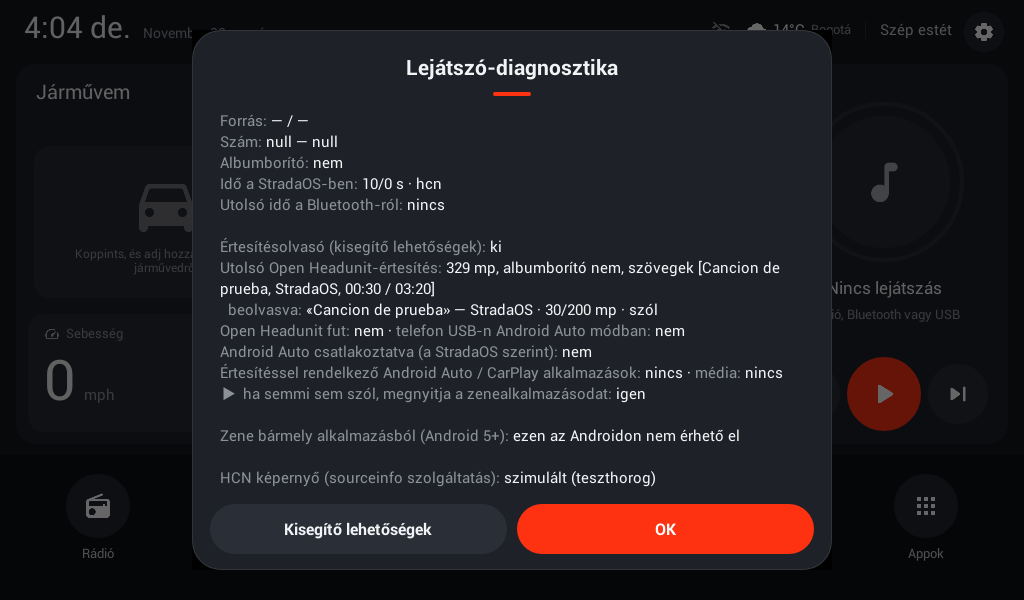 4:04 de.
14°C Bogotá
Szép estét
Járművem
Lejátszó-diagnosztika
Forrás: — / —
Szám: null — null
Albumborító: nem
Idő a StradaOS-ben: 10/0 s · hcn
Utolsó idő a Bluetooth-ról: nincs
Értesítésolvasó (kisegítő lehetőségek): ki
Utolsó Open Headunit-értesítés: 329 mp, albumborító nem, szövegek [Cancion de
prueba, StradaOS, 00:30 / 03:20]
beolvasva: «Cancion de prueba» — StradaOS · 30/200 mp · szól
Open Headunit fut: nem · telefon USB-n Android Auto módban: nem
Android Auto csatlakoztatva (a StradaOS szerint): nem
Értesítéssel rendelkező Android Auto / CarPlay alkalmazások: nincs · média: nincs
▶ ha semmi sem szól, megnyitja a zenealkalmazásodat: igen
Zene bármely alkalmazásból (Android 5+): ezen az Androidon nem érhető el
HCN képernyő (sourceinfo szolgáltatás): szimulált (teszthorog)
Kisegítő lehetőségek
OK
Koppints, és adj
Sebesség
0 mph
Nincs lejátszás
Bluetooth vagy USB
Rádió
Appok